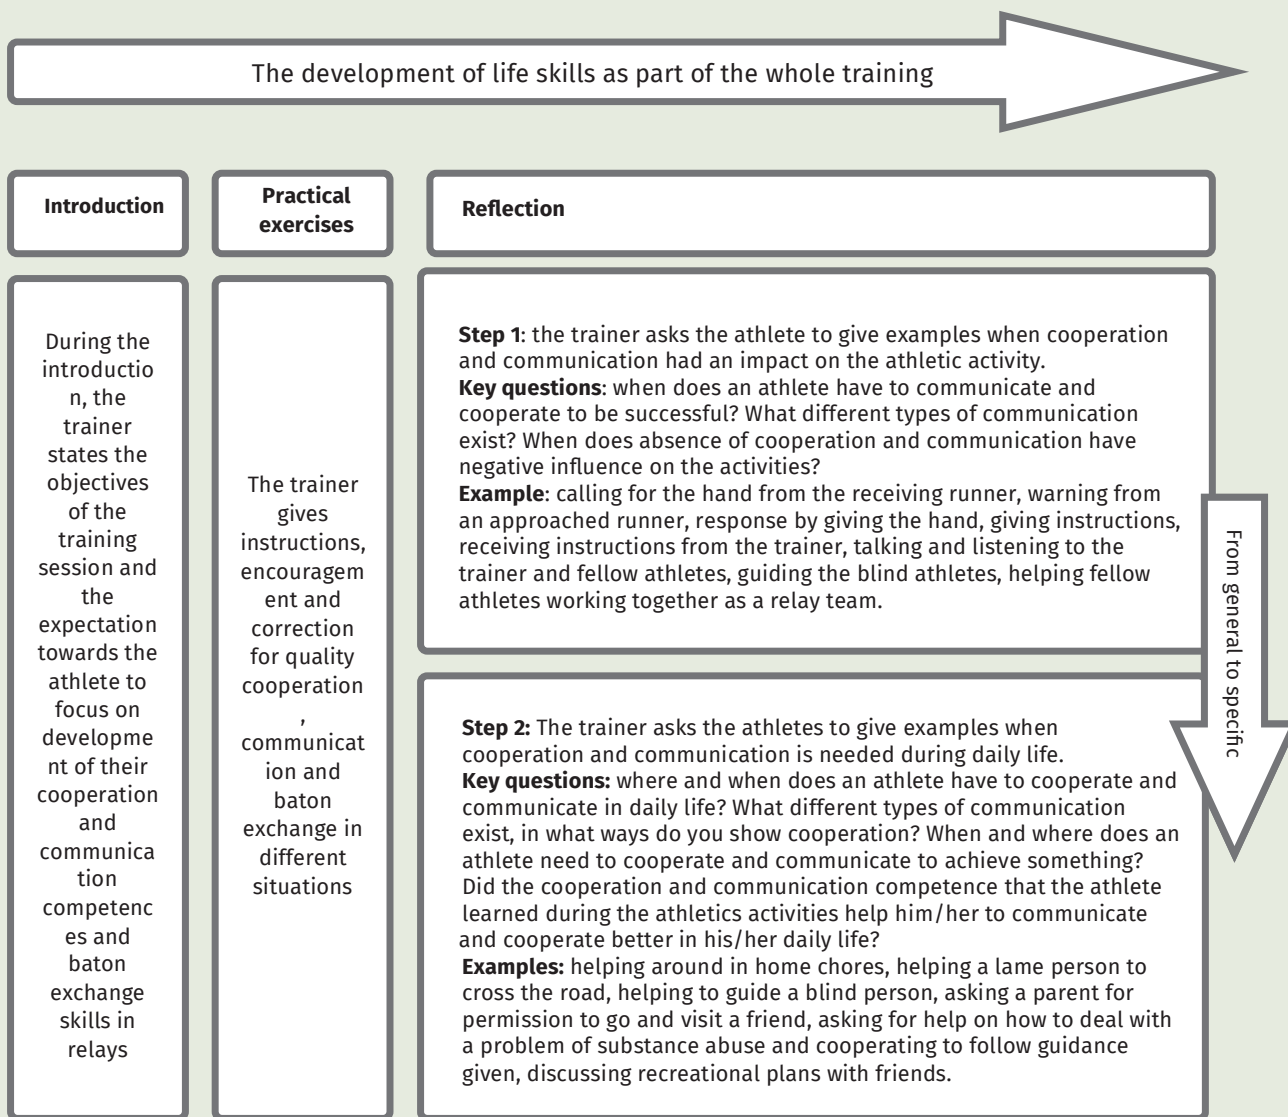 The development of life skills as part of the whole training
Introduction
Practical
exercises
Reflection
During the
introductio
n, the
trainer
states the
objectives
of the
training
session and
the
expectation
towards the
athlete to
focus on
developme
nt of their
cooperation
and
communica
tion
competenc
es and
baton
exchange
skills in
relays
The trainer
gives
instructions,
encouragem
ent and
correction
for quality
cooperation
,
communicat
ion and
baton
exchange in
different
situations
Step 1: the trainer asks the athlete to give examples when cooperation
and communication had an impact on the athletic activity.
Key questions: when does an athlete have to communicate and
cooperate to be successful? What different types of communication
exist? When does absence of cooperation and communication have
negative influence on the activities?
Example: calling for the hand from the receiving runner, warning from
an approached runner, response by giving the hand, giving instructions,
receiving instructions from the trainer, talking and listening to the
trainer and fellow athletes, guiding the blind athletes, helping fellow
athletes working together as a relay team.
Step 2: The trainer asks the athletes to give examples when
cooperation and communication is needed during daily life.
Key questions: where and when does an athlete have to cooperate and
communicate in daily life? What different types of communication
exist, in what ways do you show cooperation? When and where does an
athlete need to cooperate and communicate to achieve something?
Did the cooperation and communication competence that the athlete
learned during the athletics activities help him/her to communicate
and cooperate better in his/her daily life?
Examples: helping around in home chores, helping a lame person to
cross the road, helping to guide a blind person, asking a parent for
permission to go and visit a friend, asking for help on how to deal with
a problem of substance abuse and cooperating to follow guidance
given, discussing recreational plans with friends.
From general to specific